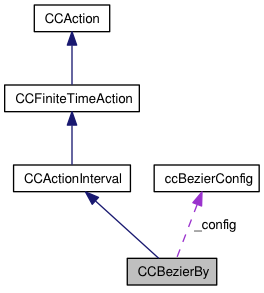 CCAction
CCFiniteTimeAction
CCActionInterval
ccBezierConfig
_config
CCBezierBy